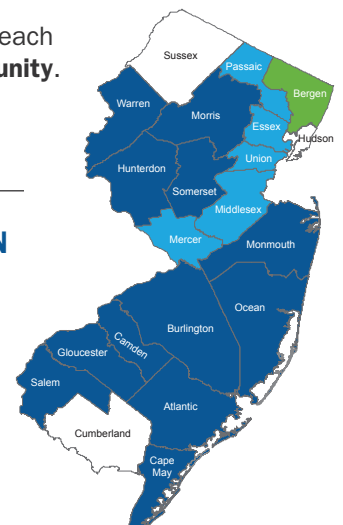 each
unity.
N
Sussex
Passaic
Bergen
Warren
Morris
Essex
Hudson
Union
Hunterdon
Somerset
Middlesex
Mercer
Monmouth
Ocean
Burlington
Camden
Gloucester
Salem
Atlantic
Cumberland
Cape
May